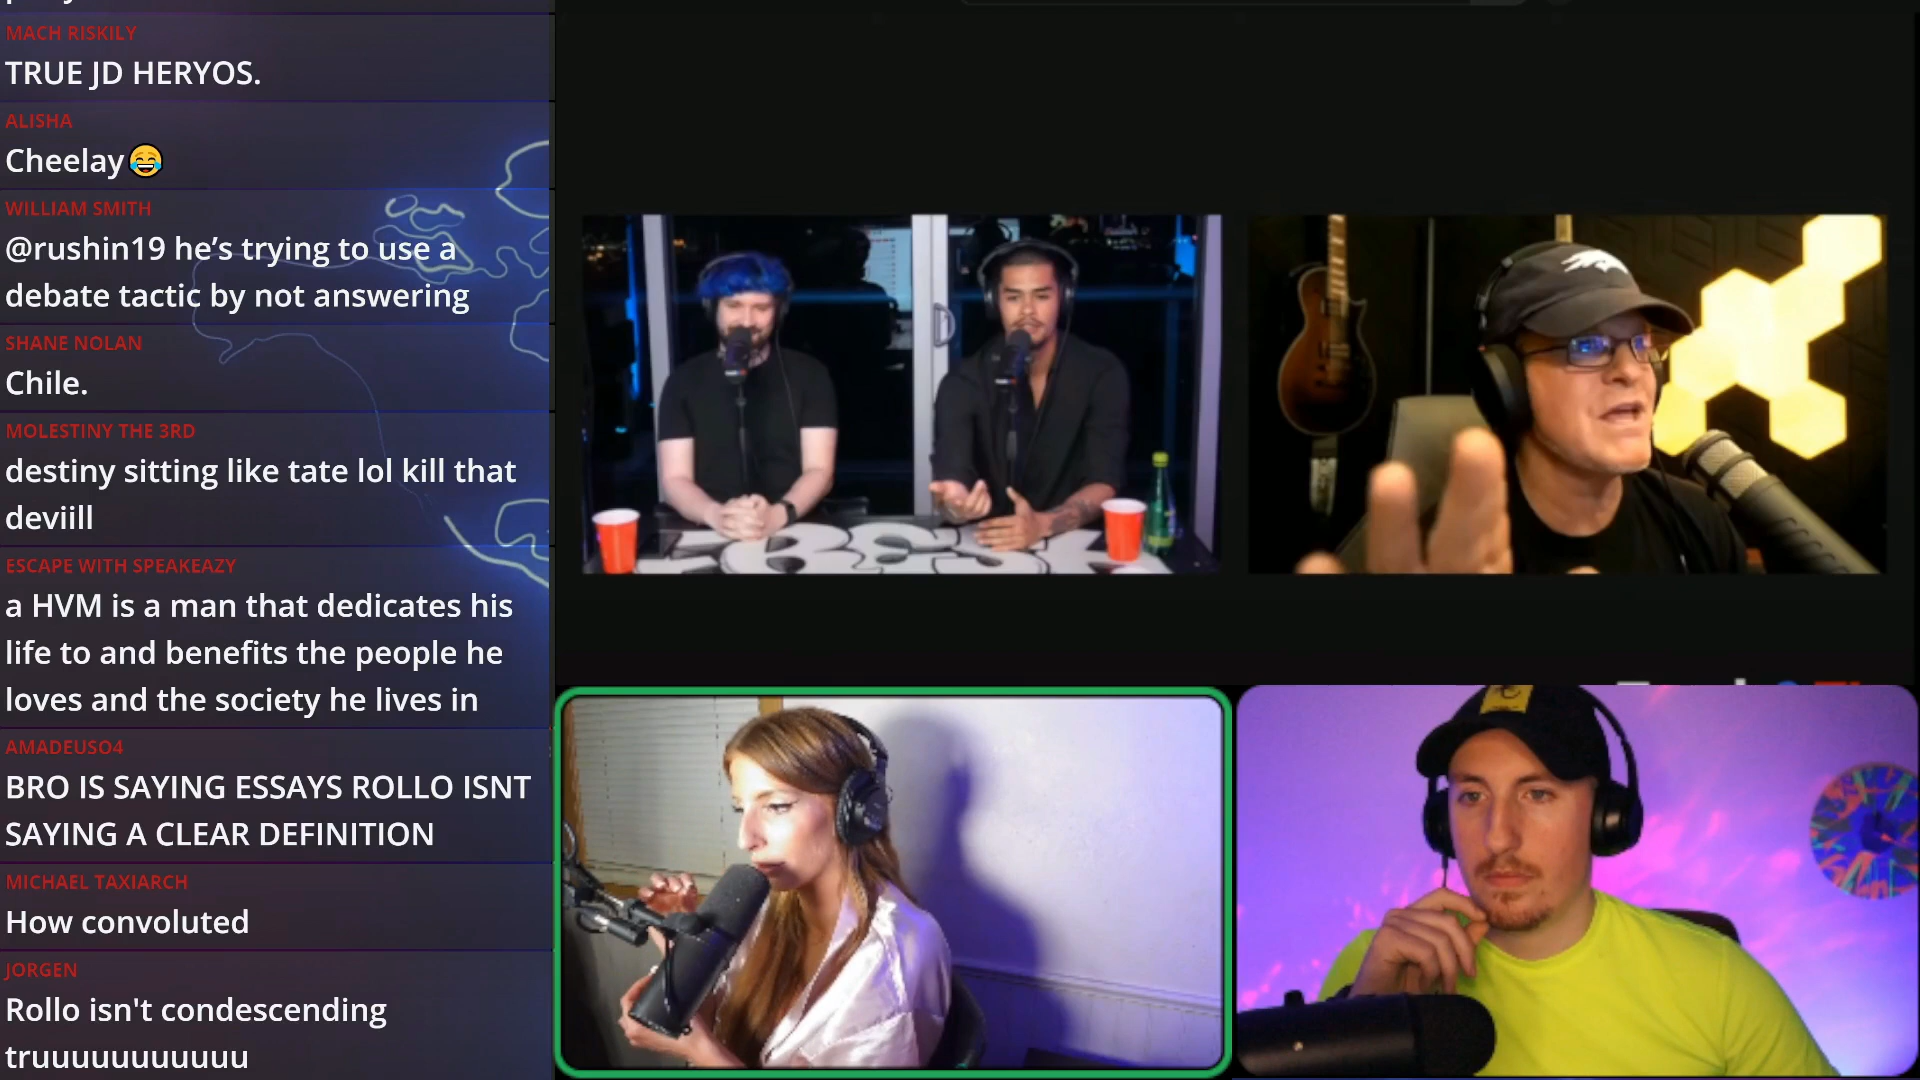 MACH RISKILY
TRUE JD HERYOS.
ALISHA
Cheelay😂
WILLIAM SMITH
@rushin19 he’s trying to use a
debate tactic by not answering
SHANE NOLAN
Chile.
MOLESTINY THE 3RD
destiny sitting like tate lol kill that
deviill
ESCAPE WITH SPEAKEAZY
a HVM is a man that dedicates his
life to and benefits the people he
loves and the society he lives in
AMADEUSO4
BRO IS SAYING ESSAYS ROLLO ISNT
SAYING A CLEAR DEFINITION
MICHAEL TAXIARCH
How convoluted
JORGEN
Rollo isn't condescending
truuuuuuuuuuu